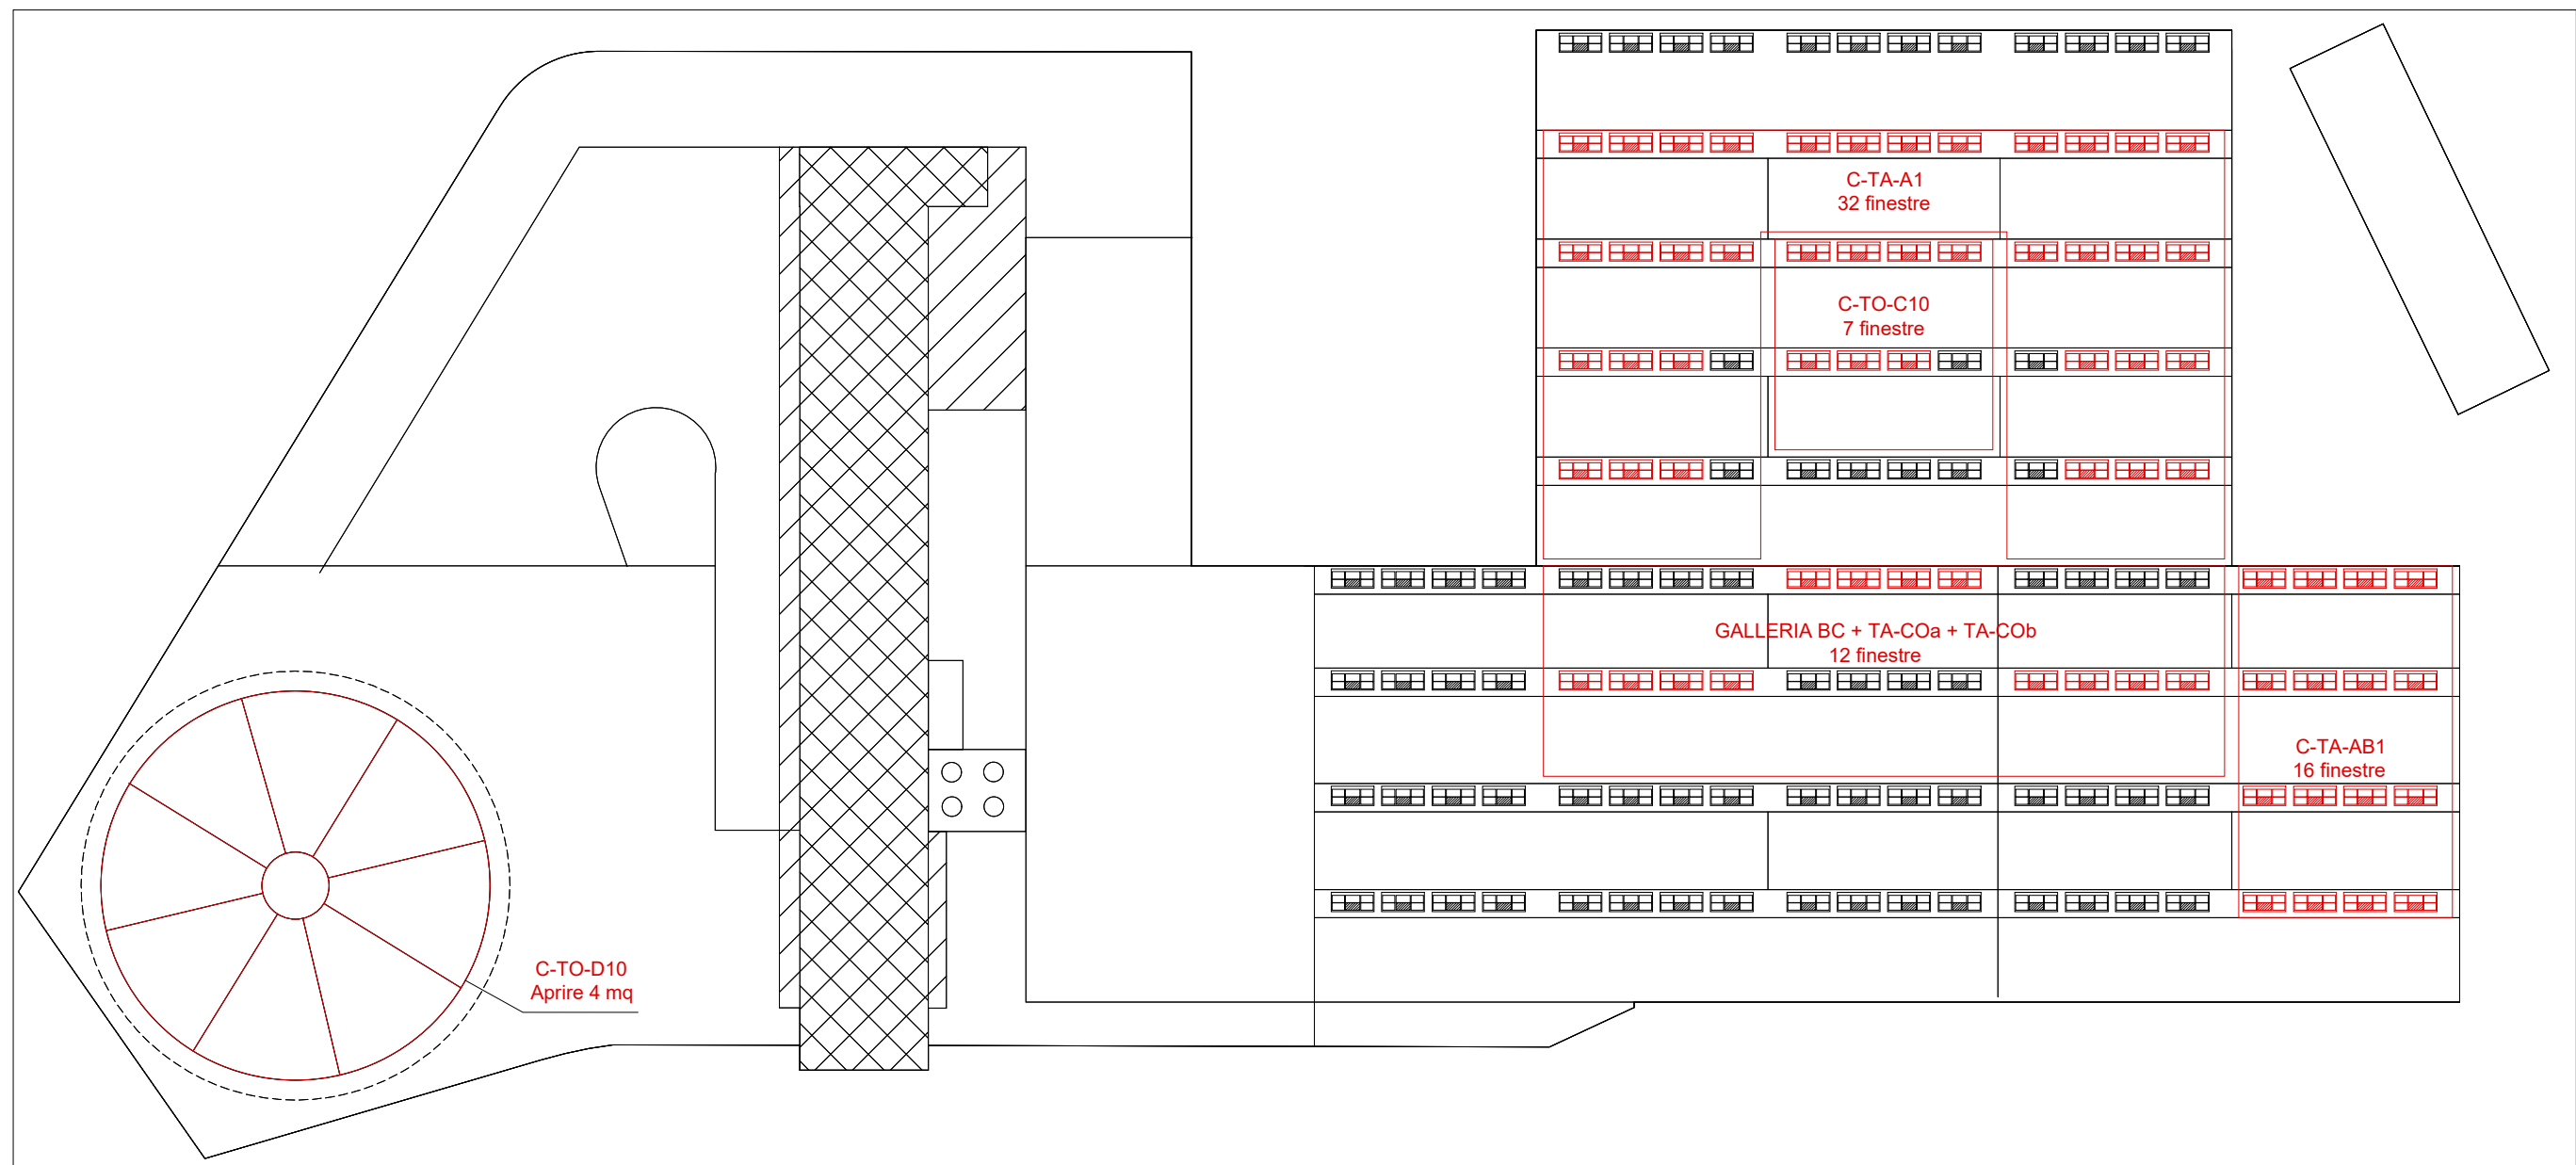 C-TA-A1
32 finestre
C-TO-C10
7 finestre
GALLERIA BC + TA-COa + TA-COb
12 finestre
C-TA-AB1
16 finestre
C-TO-D10
Aprire 4 mq